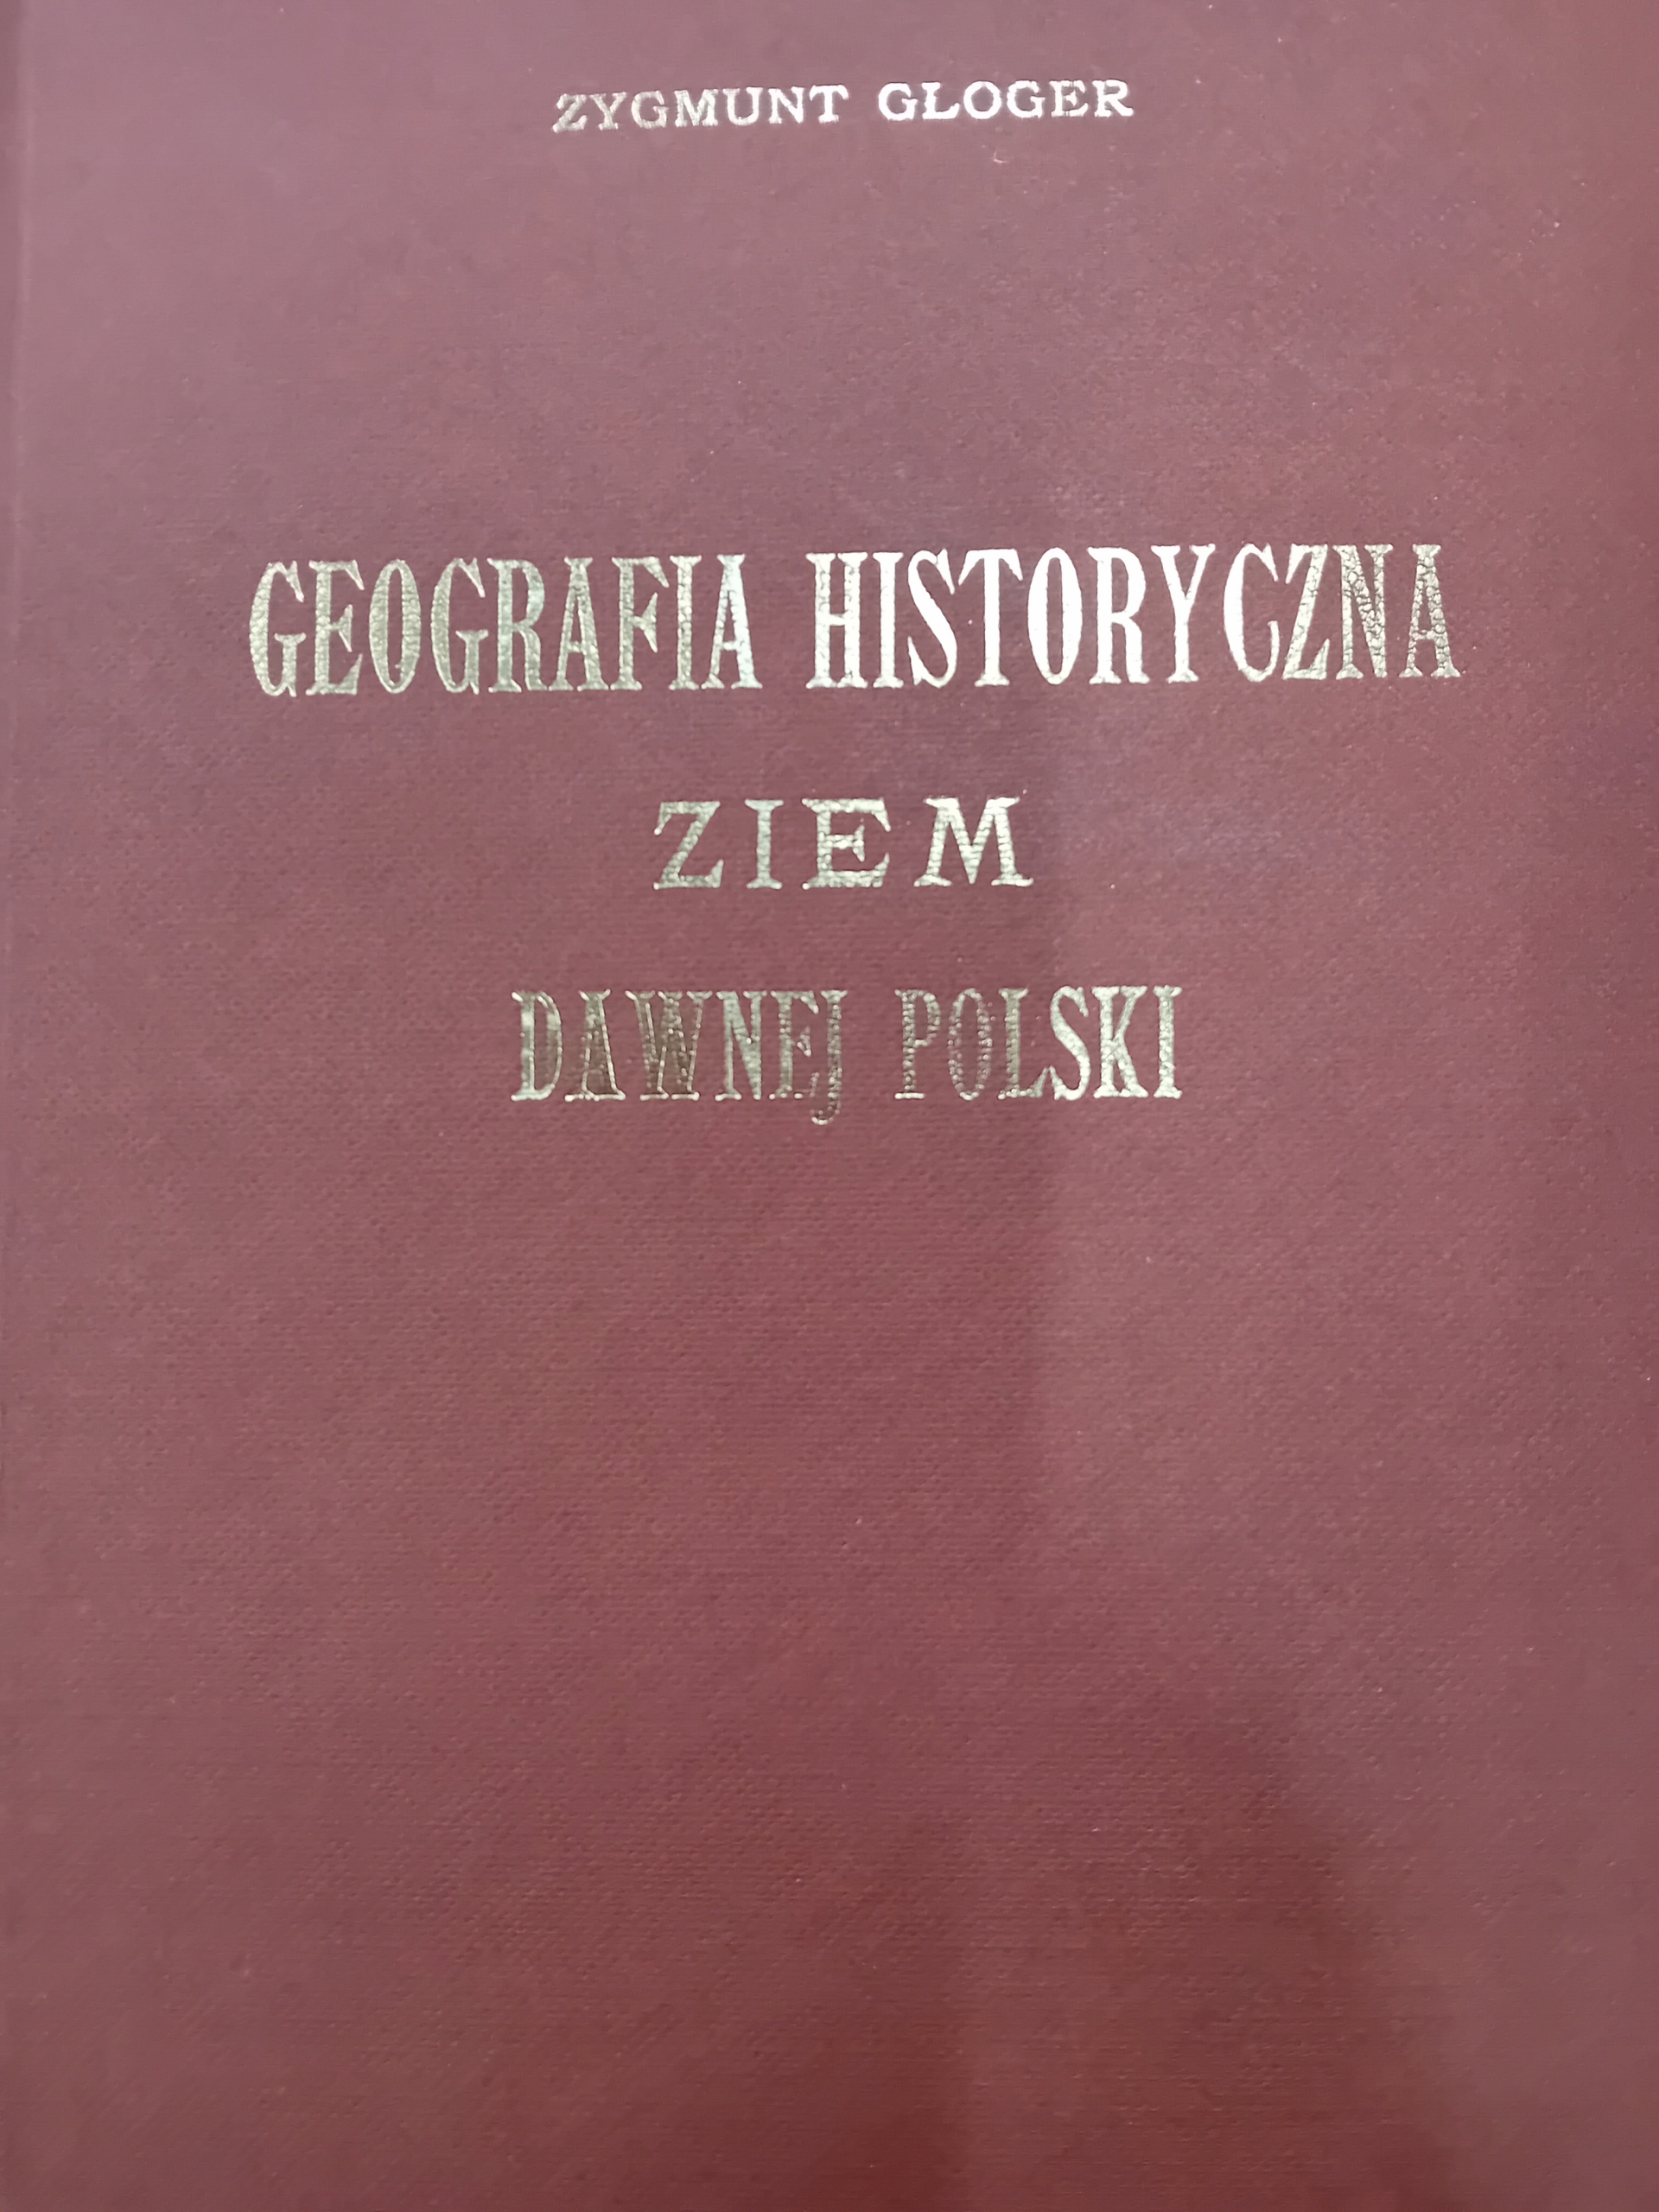 ZYGMUNT GLOGER
GEOGRAFIA HISTORYCZNA
ZIEM
DAWNEJ POLSKI